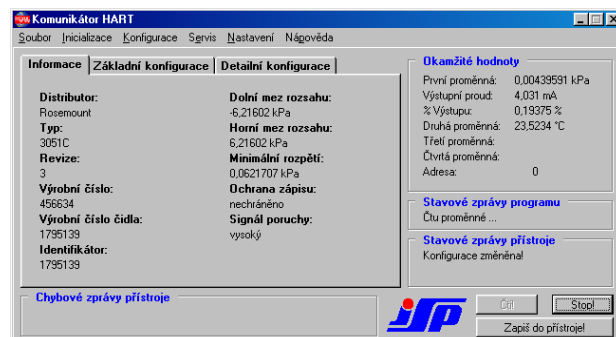 Komunikátor HART
Soubor Inicializace Konfigurace Servis Nastavení Nápověda
Informace Základní konfigurace Detailní konfigurace
Distributor:
Rosemount
Typ:
3051C
Revize:
3
Výrobní číslo:
456634
Výrobní číslo čidla:
1795139
Identifikátor:
1795139
Dolní mez rozsahu:
-6,21602 kPa
Horní mez rozsahu:
6,21602 kPa
Minimální rozpětí:
0,0621707 kPa
Ochrana zápisu:
nechráněno
Signál poruchy:
vysoký
Okamžité hodnoty
První proměnná: 0,00439591 kPa
Výstupní proud: 4,031 mA
% Výstupu: 0,19375 %
Druhá proměnná: 23,5234 °C
Třetí proměnná:
Čtvrtá proměnná:
Adresa: 0
Stavové zprávy programu
Čtu proměnné ...
Stavové zprávy přístroje
Konfigurace změněna!
Chybové zprávy přístroje
JSP
Čti! Stop!
Zapiš do přístroje!